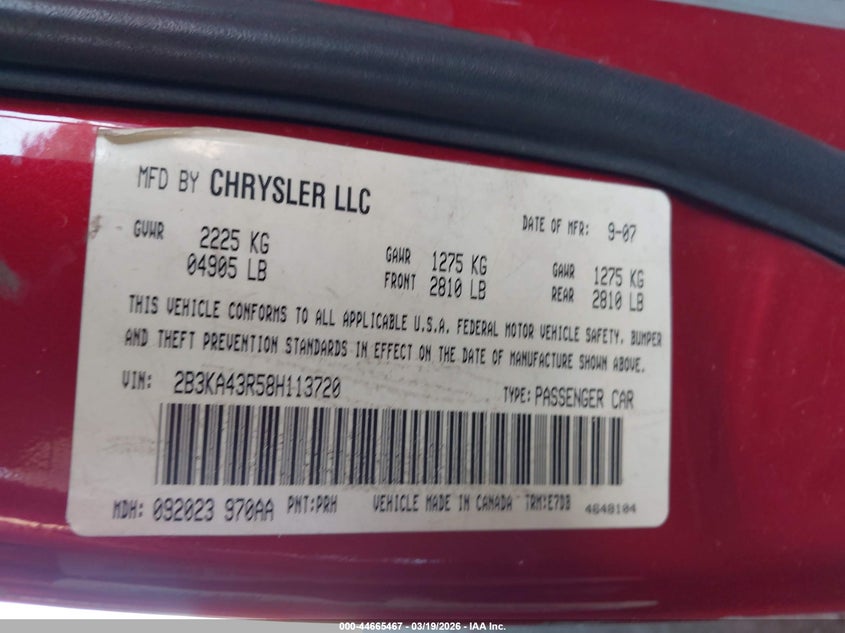 MFD BY CHRYSLER LLC
DATE OF MFR: 9-07
GVWR 2225 KG
04905 LB
GAWR FRONT 1275 KG
2810 LB
GAWR REAR 1275 KG
2810 LB
THIS VEHICLE CONFORMS TO ALL APPLICABLE U.S.A. FEDERAL MOTOR VEHICLE SAFETY, BUMPER
AND THEFT PREVENTION STANDARDS IN EFFECT ON THE DATE OF MANUFACTURE SHOWN ABOVE.
VIN: 2B3KA43R58H113720 TYPE: PASSENGER CAR
MDH: 092023 970AA PNT:PRH VEHICLE MADE IN CANADA TRM:E7DB 4648104
000-44665467 - 03/19/2026 - IAA Inc.